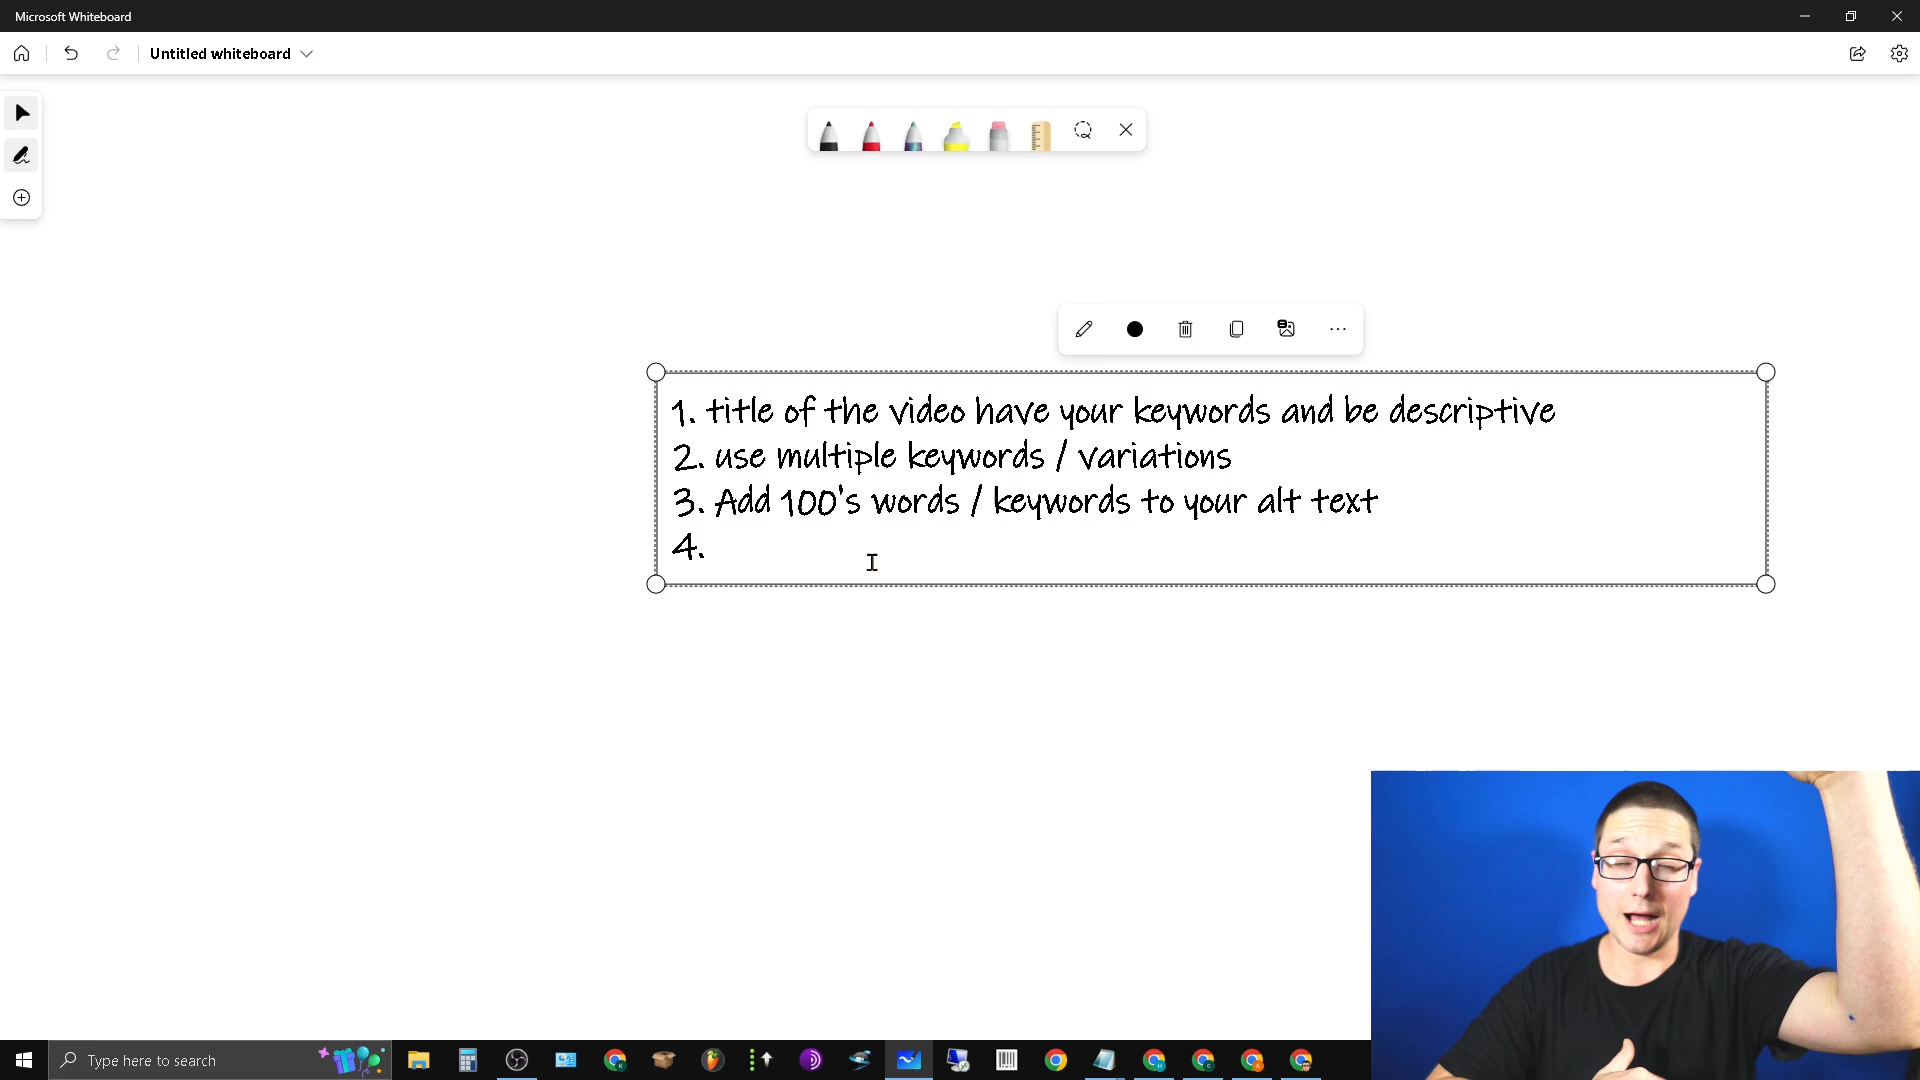 Microsoft Whiteboard
Untitled whiteboard
1. title of the video have your keywords and be descriptive
2. use multiple keywords / variations
3. Add 100's words / keywords to your alt text
4.
Type here to search